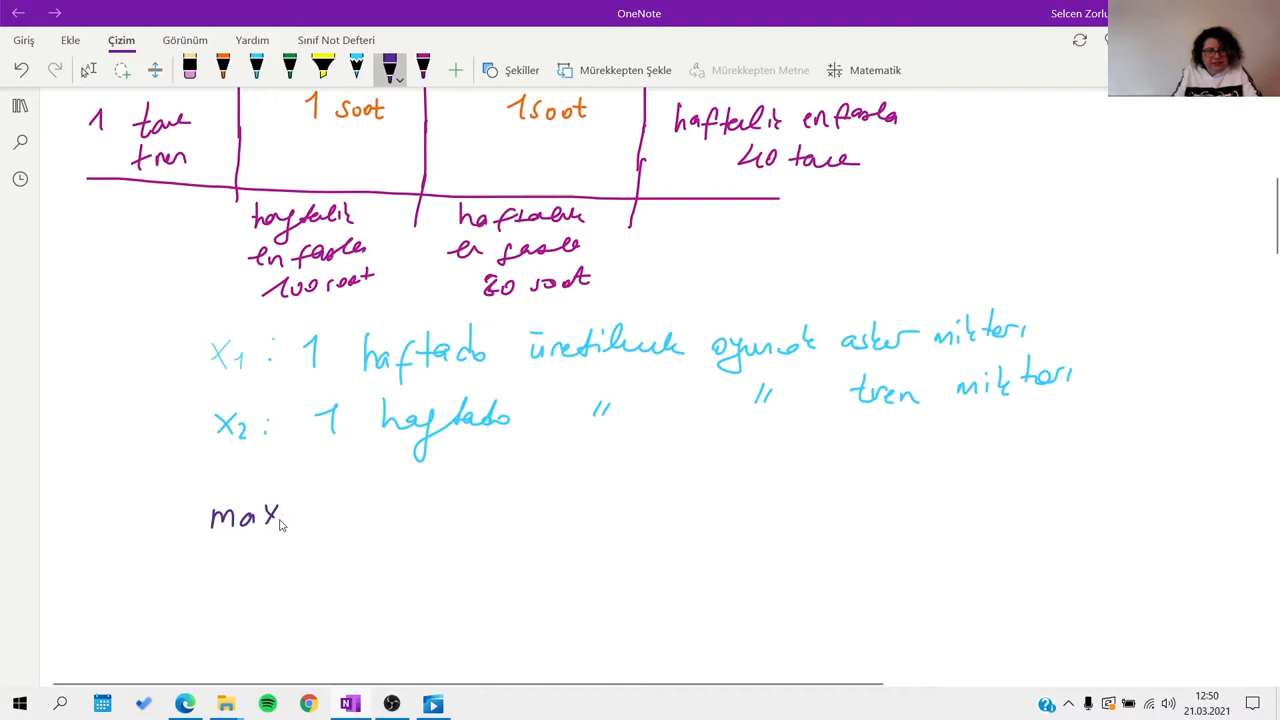 OneNote
Selcen Zorlu
Giriş Ekle Çizim Görünüm Yardım Sınıf Not Defteri
Şekiller Mürekkepten Şekle Mürekkepten Metne Matematik
1 tane tren
1 saat
1 saat
haftalık en fazla 40 tane
haftalık en fazla 100 saat
haftalık en fazla 80 saat
x1 : 1 haftada üretilecek oyuncak asker miktarı
x2 : 1 haftada " " tren miktarı
max
12:50
21.03.2021